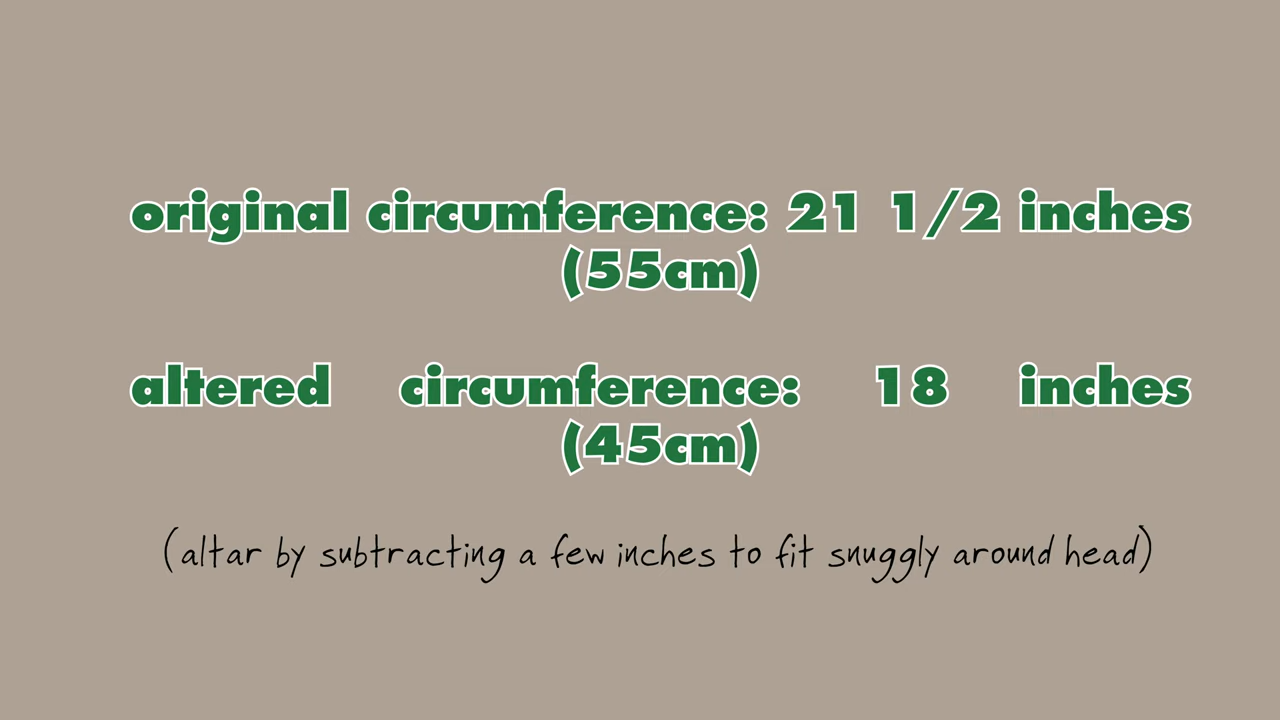 original circumference: 21 1/2 inches
(55cm)
altered circumference: 18 inches
(45cm)
(altar by subtracting a few inches to fit snuggly around head)